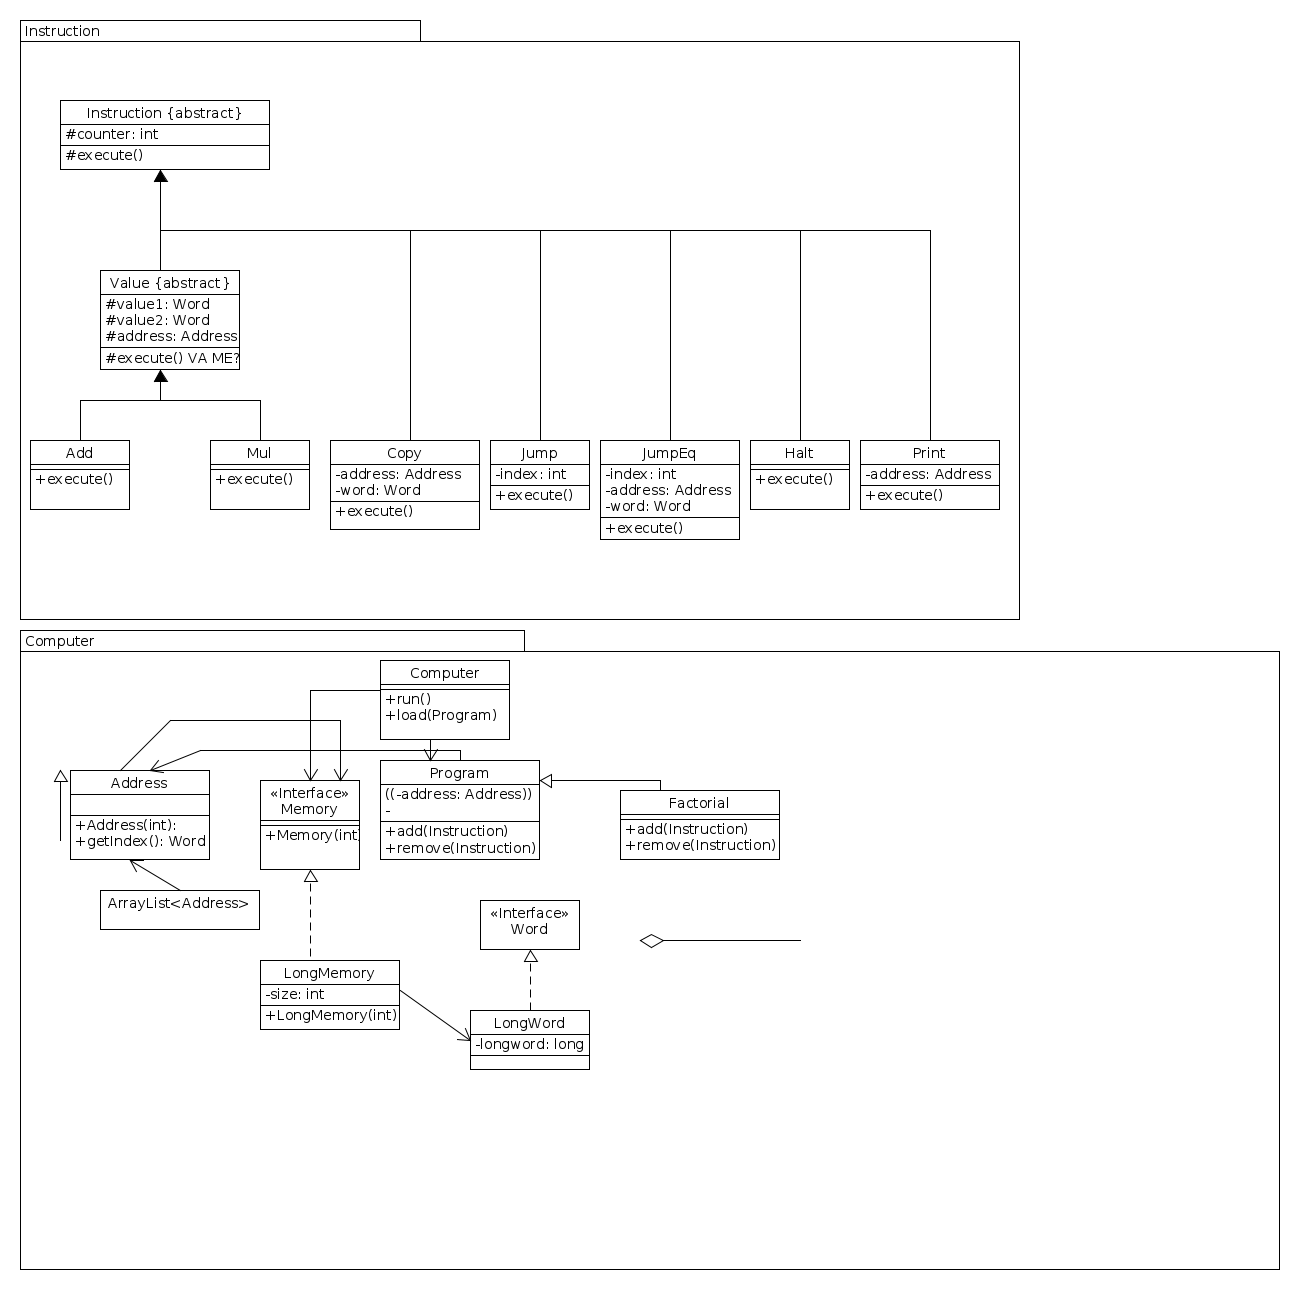 Instruction
Instruction {abstract}
#counter: int
#execute()
Value {abstract}
#value1: Word
#value2: Word
#address: Address
#execute() VA ME?
Add
+execute()
Mul
+execute()
Copy
-address: Address
-word: Word
+execute()
Jump
-index: int
+execute()
JumpEq
-index: int
-address: Address
-word: Word
+execute()
Halt
+execute()
Print
-address: Address
+execute()
Computer
Computer
+run()
+load(Program)
Address
+Address(int):
+getIndex(): Word
«Interface»
Memory
+Memory(int)
Program
((-address: Address))
-
+add(Instruction)
+remove(Instruction)
Factorial
+add(Instruction)
+remove(Instruction)
ArrayList<Address>
«Interface»
Word
LongMemory
-size: int
+LongMemory(int)
LongWord
-longword: long